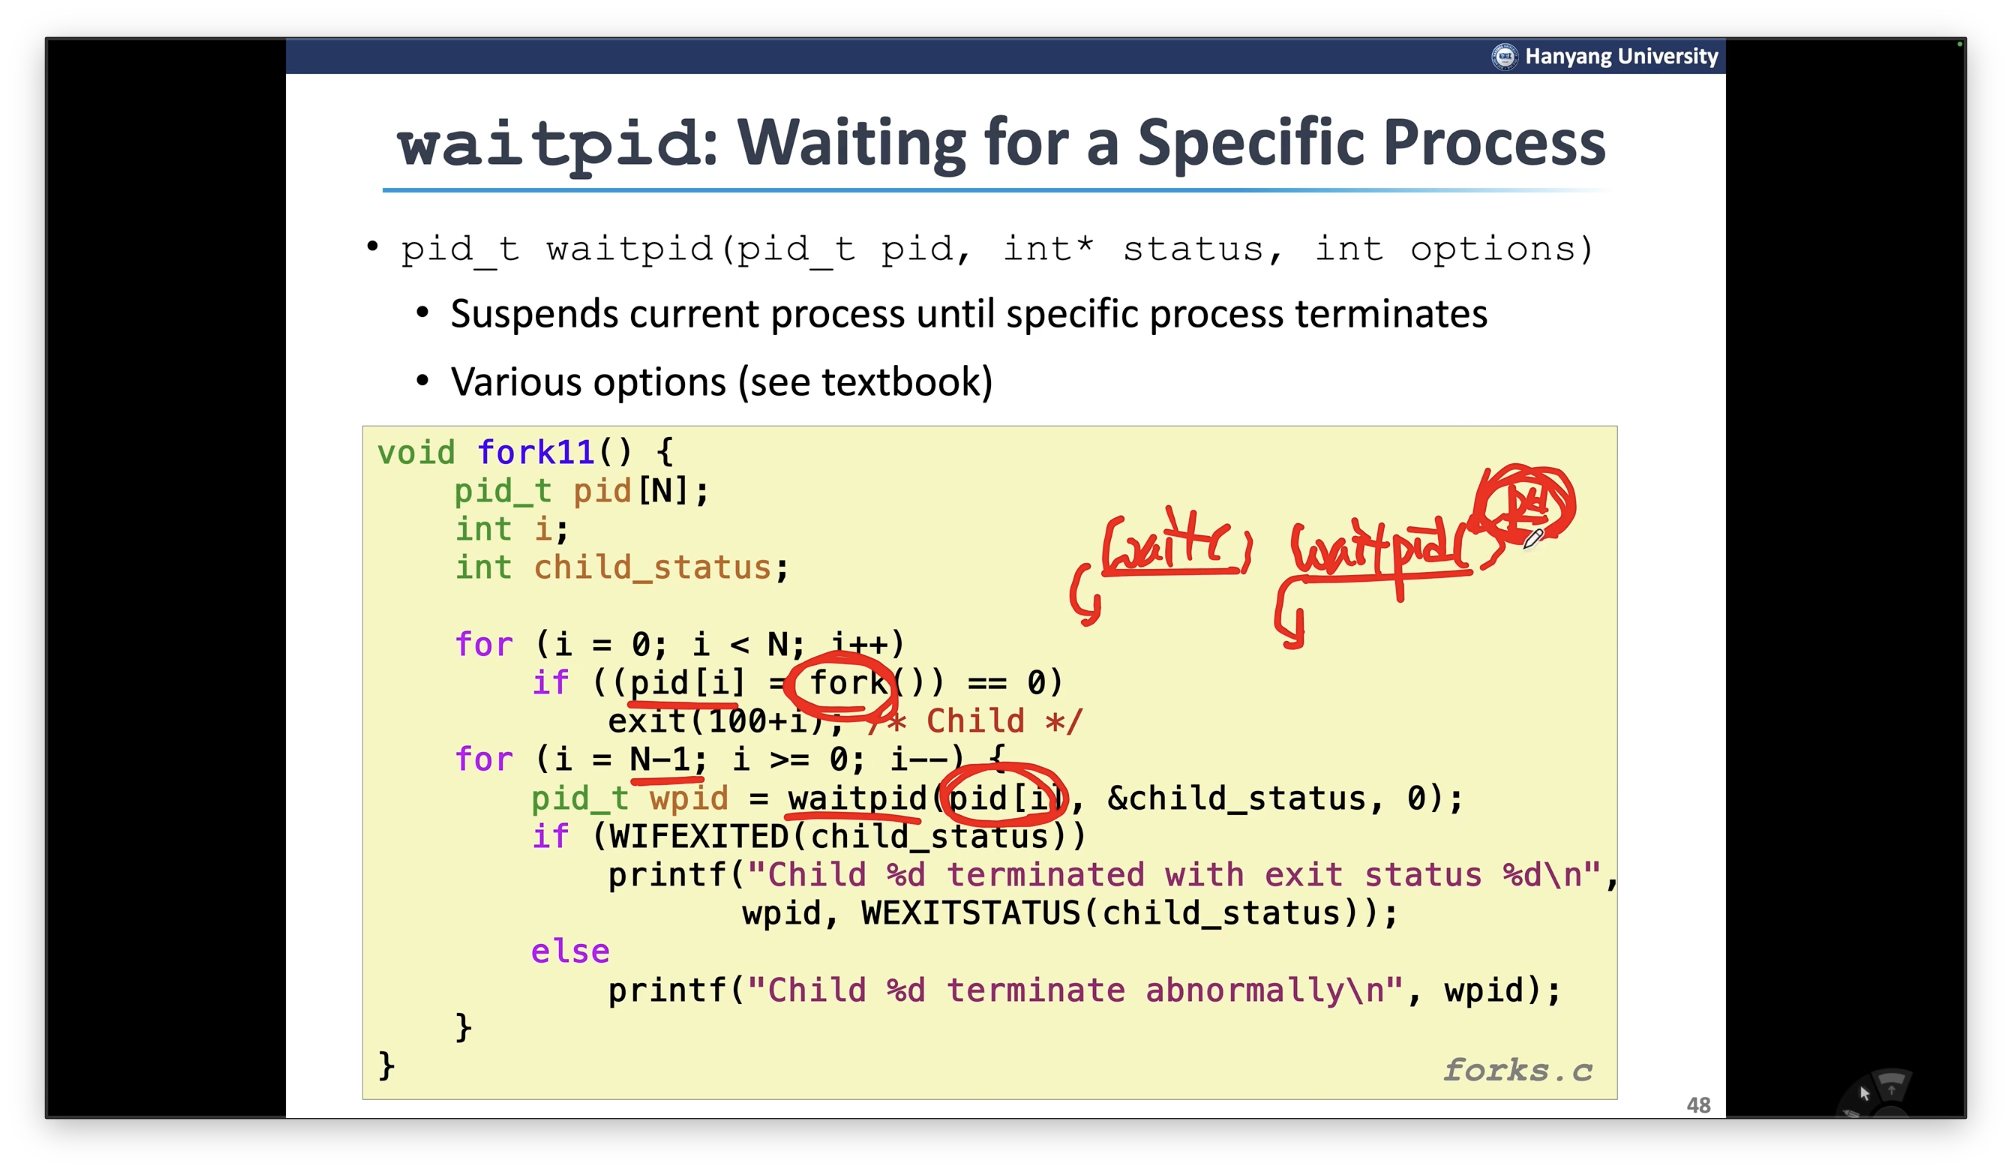 Hanyang University
waitpid: Waiting for a Specific Process
• pid_t waitpid(pid_t pid, int* status, int options)
• Suspends current process until specific process terminates
• Various options (see textbook)
void fork11() {
pid_t pid[N];
int i;
int child_status;
wait() waitpid(pid)
for (i = 0; i < N; i++)
if ((pid[i] = fork()) == 0)
exit(100+i); /* Child */
for (i = N-1; i >= 0; i--) {
pid_t wpid = waitpid(pid[i], &child_status, 0);
if (WIFEXITED(child_status))
printf("Child %d terminated with exit status %d\n",
wpid, WEXITSTATUS(child_status));
else
printf("Child %d terminate abnormally\n", wpid);
}
}
forks.c
48